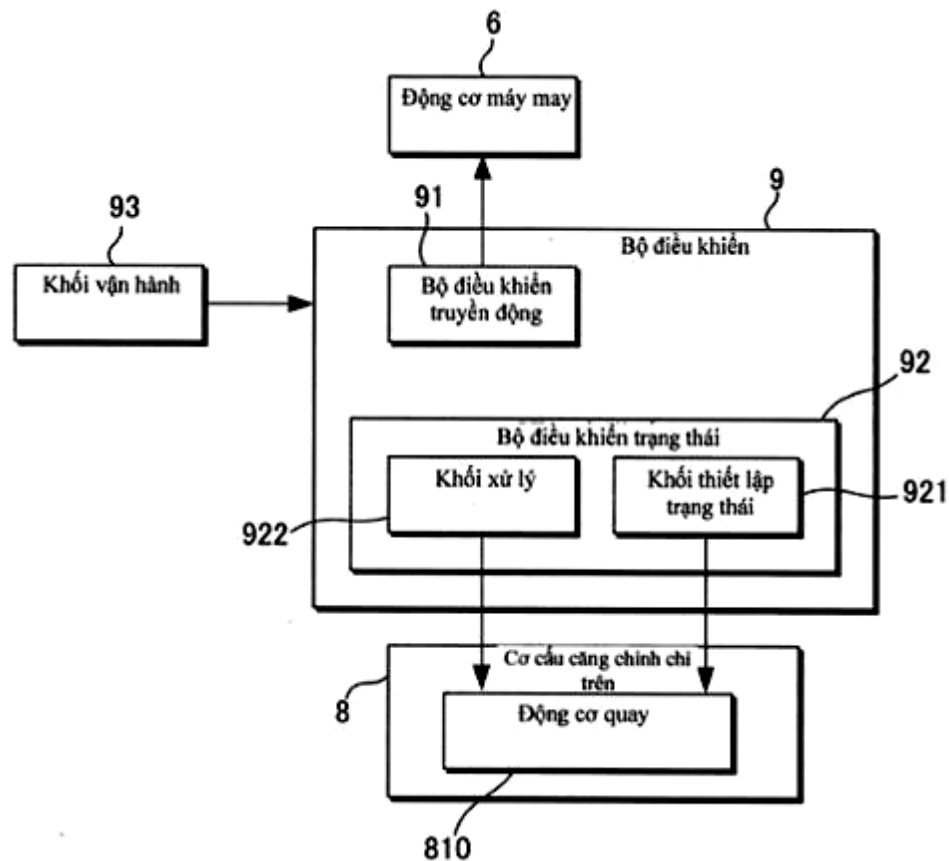 6
Động cơ máy may
91
9
93
Bộ điều khiển
Khối vận hành
Bộ điều khiển
truyền động
92
Bộ điều khiển trạng thái
Khối xử lý
Khối thiết lập
trạng thái
921
922
Cơ cấu căng chỉnh chỉ
trên
8
Động cơ quay
810